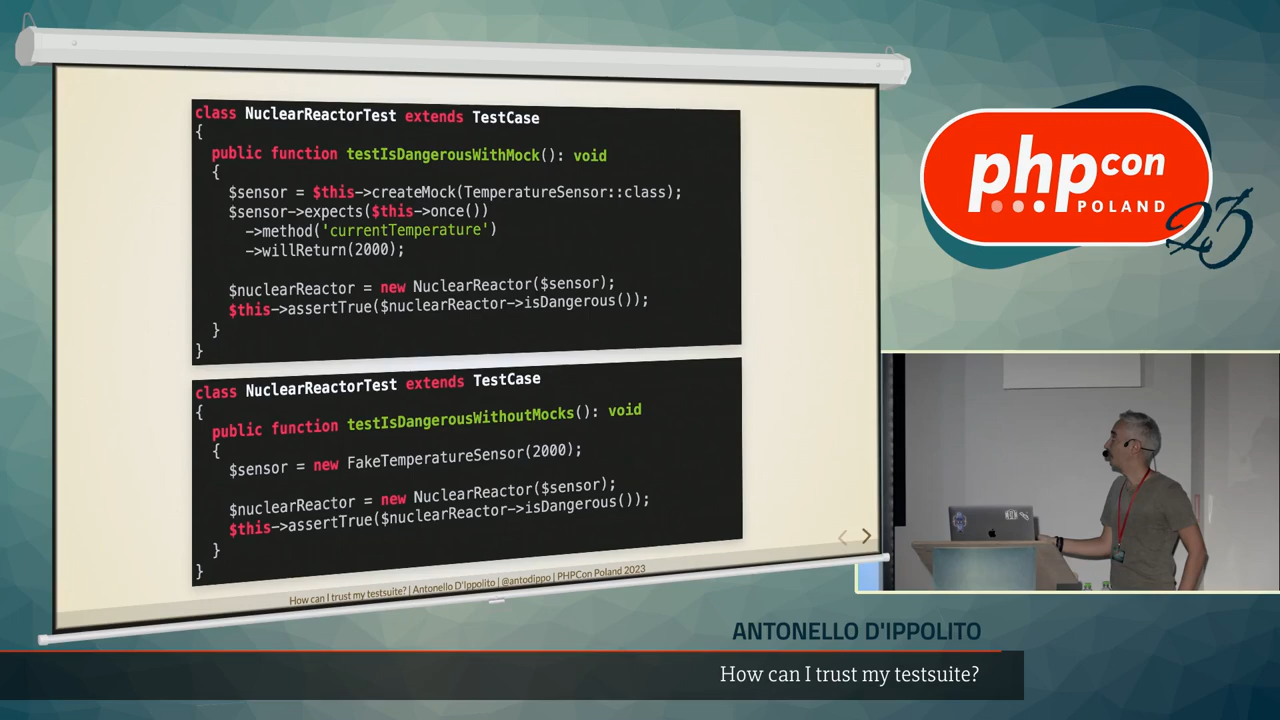 class NuclearReactorTest extends TestCase
{
public function testIsDangerousWithMock(): void
{
$sensor = $this->createMock(TemperatureSensor::class);
$sensor->expects($this->once())
->method('currentTemperature')
->willReturn(2000);
$nuclearReactor = new NuclearReactor($sensor);
$this->assertTrue($nuclearReactor->isDangerous());
}
}
class NuclearReactorTest extends TestCase
{
public function testIsDangerousWithoutMocks(): void
{
$sensor = new FakeTemperatureSensor(2000);
$nuclearReactor = new NuclearReactor($sensor);
$this->assertTrue($nuclearReactor->isDangerous());
}
}
How can I trust my testsuite? | Antonello D'Ippolito | @antodippo | PHPCon Poland 2023
php con
POLAND
23
ANTONELLO D'IPPOLITO
How can I trust my testsuite?